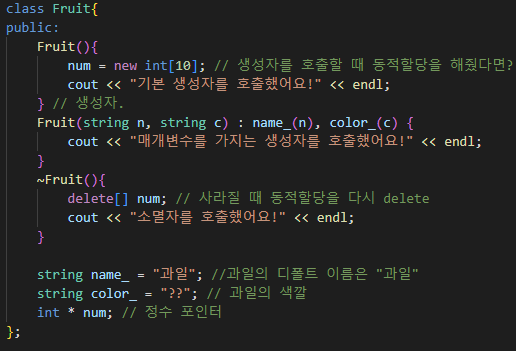 class Fruit{
public:
    Fruit(){
        num = new int[10]; // 생성자를 호출할 때 동적할당을 해줬다면?
        cout << "기본 생성자를 호출했어요!" << endl;
    } // 생성자.
    Fruit(string n, string c) : name_(n), color_(c) {
        cout << "매개변수를 가지는 생성자를 호출했어요!" << endl;
    }
    ~Fruit(){
        delete[] num; // 사라질 때 동적할당을 다시 delete
        cout << "소멸자를 호출했어요!" << endl;
    }

    string name_ = "과일"; //과일의 디폴트 이름은 "과일"
    string color_ = "??"; // 과일의 색깔
    int * num; // 정수 포인터
};